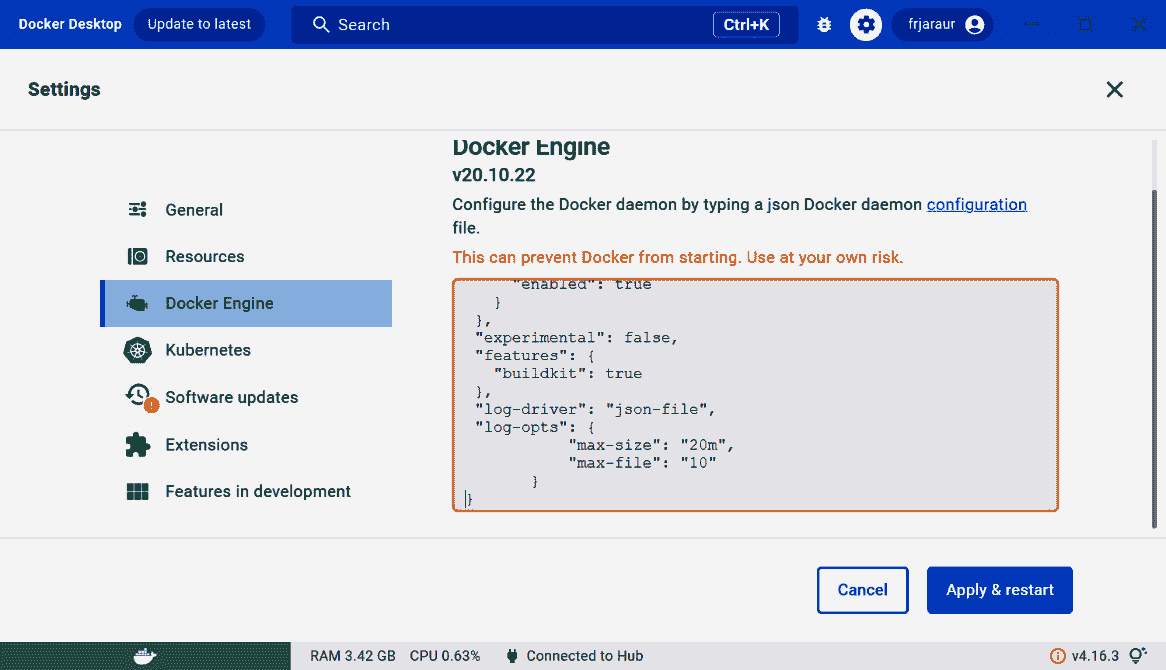 Docker Desktop Update to latest Search Ctrl+K frjaraur
Settings
Docker Engine
v20.10.22
Configure the Docker daemon by typing a json Docker daemon configuration
file.
This can prevent Docker from starting. Use at your own risk.
General
Resources
Docker Engine
Kubernetes
Software updates
Extensions
Features in development
"enabled": true
}
},
"experimental": false,
"features": {
"buildkit": true
},
"log-driver": "json-file",
"log-opts": {
"max-size": "20m",
"max-file": "10"
}
}
Cancel Apply & restart
RAM 3.42 GB CPU 0.63% Connected to Hub v4.16.3